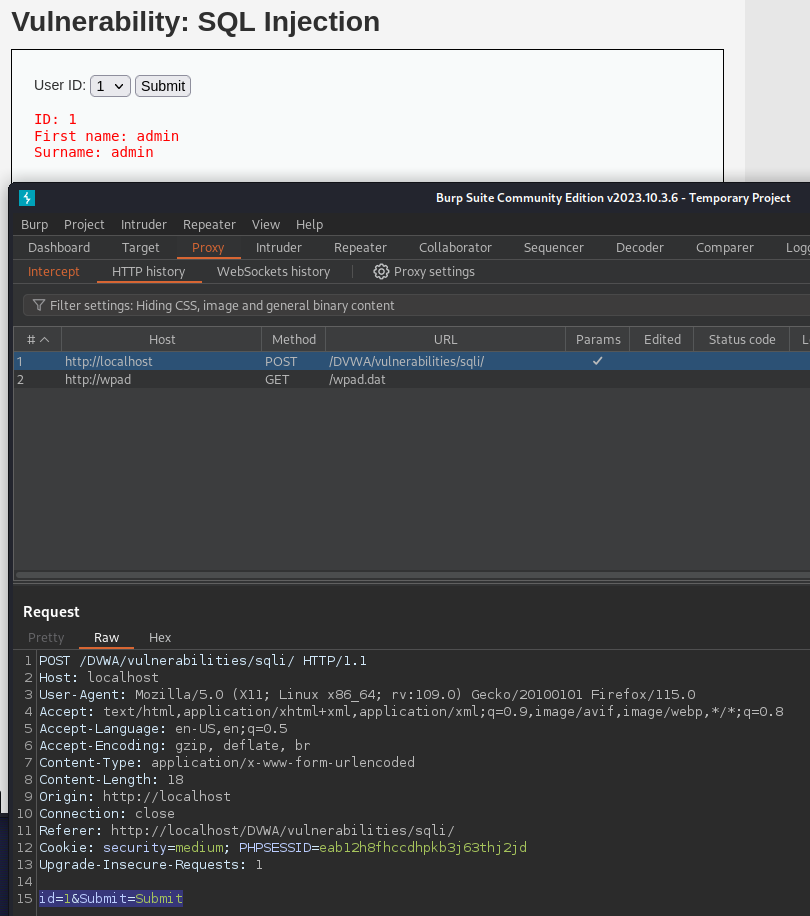 Vulnerability: SQL Injection
User ID: 1 Submit
ID: 1
First name: admin
Surname: admin
Burp Suite Community Edition v2023.10.3.6 - Temporary Project
Burp Project Intruder Repeater View Help
Dashboard Target Proxy Intruder Repeater Collaborator Sequencer Decoder Comparer Logg
Intercept HTTP history WebSockets history Proxy settings
Filter settings: Hiding CSS, image and general binary content
# Host Method URL Params Edited Status code L
1 http://localhost POST /DVWA/vulnerabilities/sqli/ ✓
2 http://wpad GET /wpad.dat
Request
Pretty Raw Hex
1 POST /DVWA/vulnerabilities/sqli/ HTTP/1.1
2 Host: localhost
3 User-Agent: Mozilla/5.0 (X11; Linux x86_64; rv:109.0) Gecko/20100101 Firefox/115.0
4 Accept: text/html,application/xhtml+xml,application/xml;q=0.9,image/avif,image/webp,*/*;q=0.8
5 Accept-Language: en-US,en;q=0.5
6 Accept-Encoding: gzip, deflate, br
7 Content-Type: application/x-www-form-urlencoded
8 Content-Length: 18
9 Origin: http://localhost
10 Connection: close
11 Referer: http://localhost/DVWA/vulnerabilities/sqli/
12 Cookie: security=medium; PHPSESSID=eab12h8fhccdhpkb3j63thj2jd
13 Upgrade-Insecure-Requests: 1
14
15 id=1&Submit=Submit